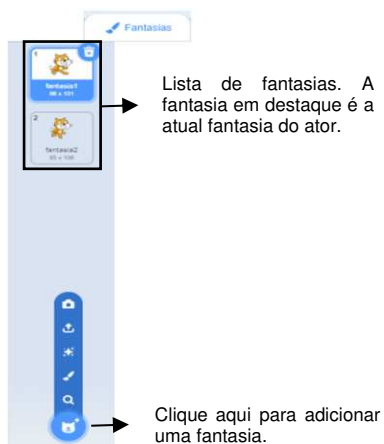 Fantasias
1
fantasia1
Lista de fantasias. A
fantasia em destaque é a
atual fantasia do ator.
2
fantasia2
Clique aqui para adicionar
uma fantasia.